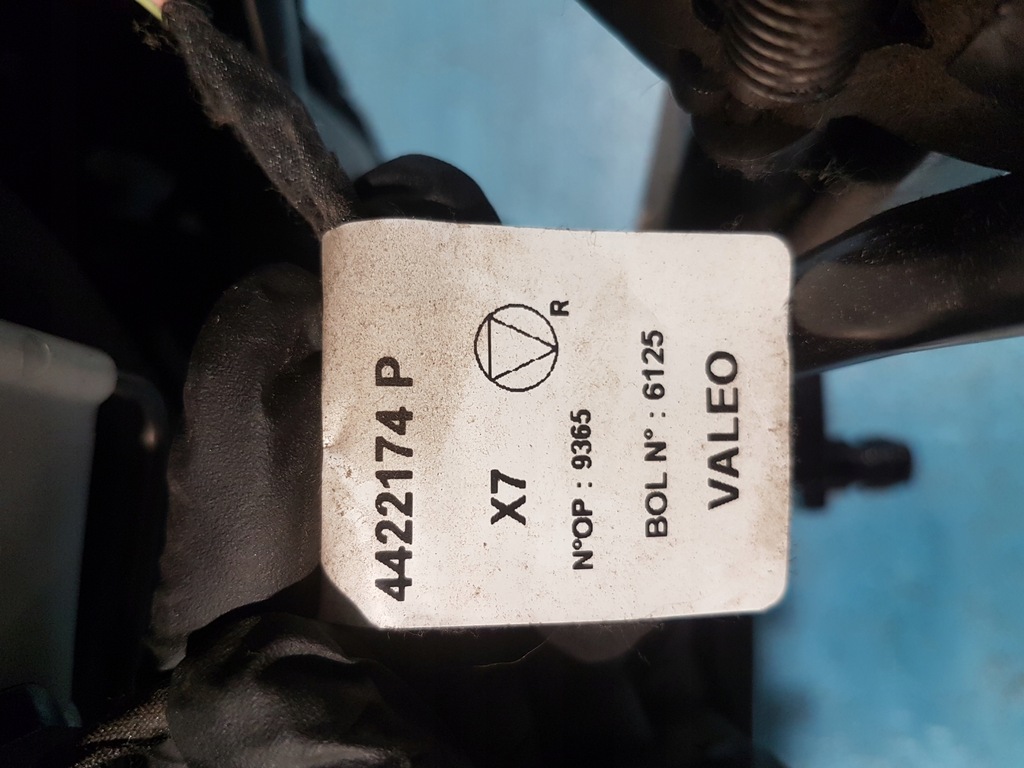 4422174 P
X7
R
N°OP : 9365
BOL N° : 6125
VALEO